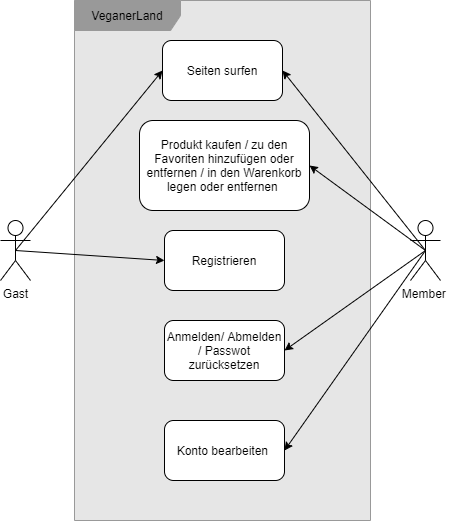 VeganerLand
Seiten surfen
Produkt kaufen / zu den
Favoriten hinzufügen oder
entfernen / in den Warenkorb
legen oder entfernen
Registrieren
Gast
Member
Anmelden/ Abmelden
/ Passwot
zurücksetzen
Konto bearbeiten